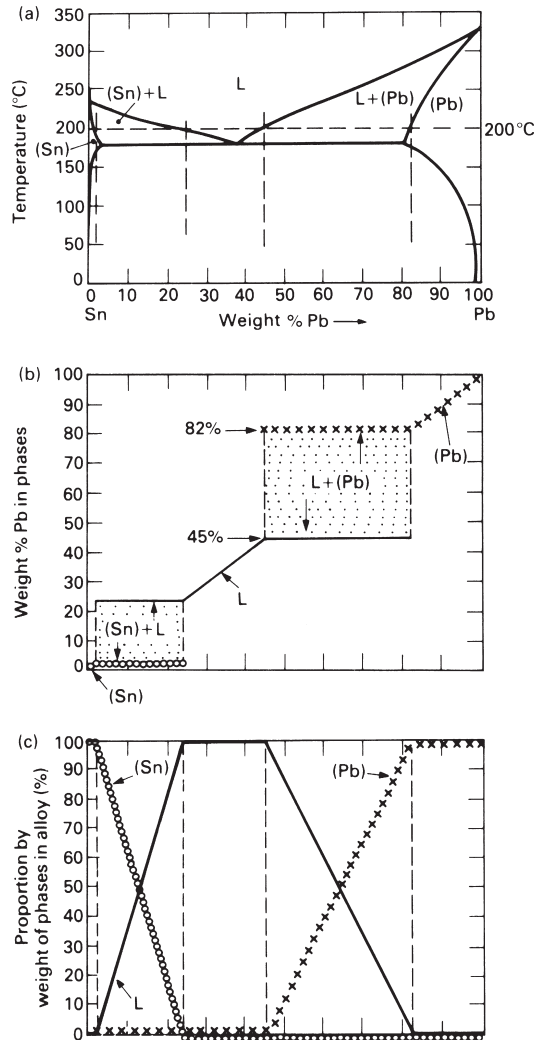 (a)
350
300
250
200
150
100
50
0
Temperature (°C)
(Sn)+L
L
L+(Pb)
(Pb)
(Sn)
200°C
0 10 20 30 40 50 60 70 80 90 100
Sn
Weight % Pb
Pb
(b)
100
90
80
70
60
50
40
30
20
10
0
Weight % Pb in phases
82%
(Pb)
L+(Pb)
45%
L
(Sn)+L
(Sn)
(c)
100
90
80
70
60
50
40
30
20
10
0
Proportion by
weight of phases in alloy (%)
(Sn)
(Pb)
L